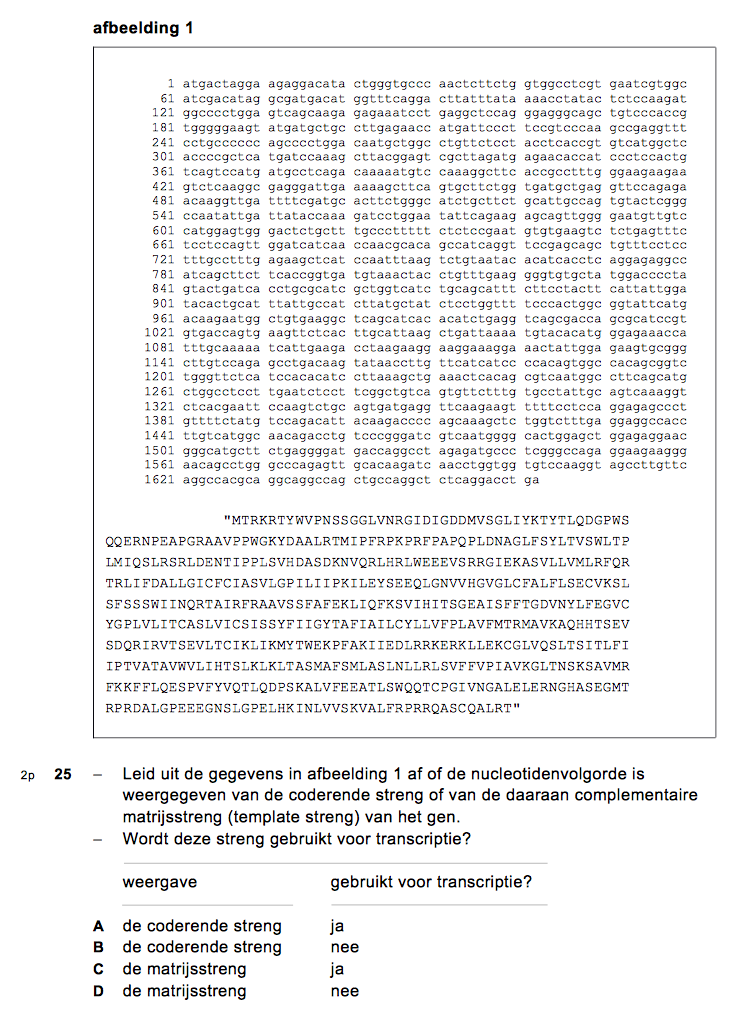 afbeelding 1
1 atgactagga agaggacata ctgggtgccc aactcttctg gtggcctcgt gaatcgtggc
61 atcgacatag gcgatgacat ggtttcagga cttatttata aaacctatac tctccaagat
121 ggcccctgga gtcagcaaga gagaaatcct gaggctccag ggagggcagc tgtcccaccg
181 tgggggaagt atgatgctgc cttgagaacc atgattccct tccgtcccaa gccgaggttt
241 cctgcccccc agcccctgga caatgctggc ctgttctcct acctcaccgt gtcatggctc
301 accccgctca tgatccaaag cttacggagt cgcttagatg agaacaccat ccctccactg
361 tcagtccatg atgcctcaga caaaaatgtc caaaggcttc accgcctttg ggaagaagaa
421 gtctcaaggc gagggattga aaaagcttca gtgcttctgg tgatgctgag gttccagaga
481 acaaggttga ttttcgatgc acttctgggc atctgcttct gcattgccag tgtactcggg
541 ccaatattga ttataccaaa gatcctggaa tattcagaag agcagttggg gaatgttgtc
601 catggagtgg gactctgctt tgcccttttt ctctccgaat gtgtgaagtc tctgagtttc
661 tcctccagtt ggatcatcaa ccaacgcaca gccatcaggt tccgagcagc tgtttcctcc
721 tttgcctttg agaagctcat ccaatttaag tctgtaatac acatcacctc aggagaggcc
781 atcagcttct tcaccggtga tgtaaactac ctgtttgaag gggtgtgcta tggaccccta
841 gtactgatca cctgcgcatc gctggtcatc tgcagcattt cttcctactt cattattgga
901 tacactgcat ttattgccat cttatgctat ctcctggttt tcccactggc ggtattcatg
961 acaagaatgg ctgtgaaggc tcagcatcac acatctgagg tcagcgacca gcgcatccgt
1021 gtgaccagtg aagttctcac ttgcattaag ctgattaaaa tgtacacatg ggagaaacca
1081 tttgcaaaaa tcattgaaga cctaagaagg aaggaaagga aactattgga gaagtgcggg
1141 cttgtccaga gcctgacaag tataaccttg ttcatcatcc ccacagtggc cacagcggtc
1201 tgggttctca tccacacatc cttaaagctg aaactcacag cgtcaatggc cttcagcatg
1261 ctggcctcct tgaatctcct tcggctgtca gtgttctttg tgcctattgc agtcaaaggt
1321 ctcacgaatt ccaagtctgc agtgatgagg ttcaagaagt ttttcctcca ggagagccct
1381 gttttctatg tccagacatt acaagacccc agcaaagctc tggtctttga ggaggccacc
1441 ttgtcatggc aacagacctg tcccgggatc gtcaatgggg cactggagct ggagaggaac
1501 gggcatgctt ctgaggggat gaccaggcct agagatgccc tcgggccaga ggaagaaggg
1561 aacagcctgg gcccagagtt gcacaagatc aacctggtgg tgtccaaggt agccttgttc
1621 aggccacgca ggcaggccag ctgccaggct ctcaggacct ga
"MTRKRTYWVPNSSGGLVNRGIDIGDDMVSGLIYKTYTLQDGPWS
QQERNPEAPGRAAVPPWGKYDAALRTMIPFRPKPRFPAPQPLDNAGLFSYLTVSWLTP
LMIQSLRSRLDENTIPPLSVHDASDKNVQRLHRLWEEEVSRRGIEKASVLLVMLRFQR
TRLIFDALLGICFCIASVLGPILIIPKILEYSEEQLGNVVHGVGLCFALFLSECVKSL
SFSSSWIINQRTAIRFRAAVSSFAFEKLIQFKSVIHITSGEAISFFTGDVNYLFEGVC
YGPLVLITCASLVICSISSYFIIGYTAFIAILCYLLVFPLAVFMTRMAVKAQHHTSEV
SDQRIRVTSEVLTCIKLIKMYTWEKPFAKIIEDLRRKERKLLEKCGLVQSLTSITLFI
IPTVATAVWVLIHTSLKLKLTASMAFSMLASLNLLRLSVFFVPIAVKGLTNSKSAVMR
FKKFFLQESPVFYVQTLQDPSKALVFEEATLSWQQTCPGIVNGALELERNGHASEGMT
RPRDALGPEEEGNSLGPELHKINLVVSKVALFRPRRQASCQALRT"
2p 25 – Leid uit de gegevens in afbeelding 1 af of de nucleotidenvolgorde is
weergegeven van de coderende streng of van de daaraan complementaire
matrijsstreng (template streng) van het gen.
– Wordt deze streng gebruikt voor transcriptie?
weergave gebruikt voor transcriptie?
A de coderende streng ja
B de coderende streng nee
C de matrijsstreng ja
D de matrijsstreng nee